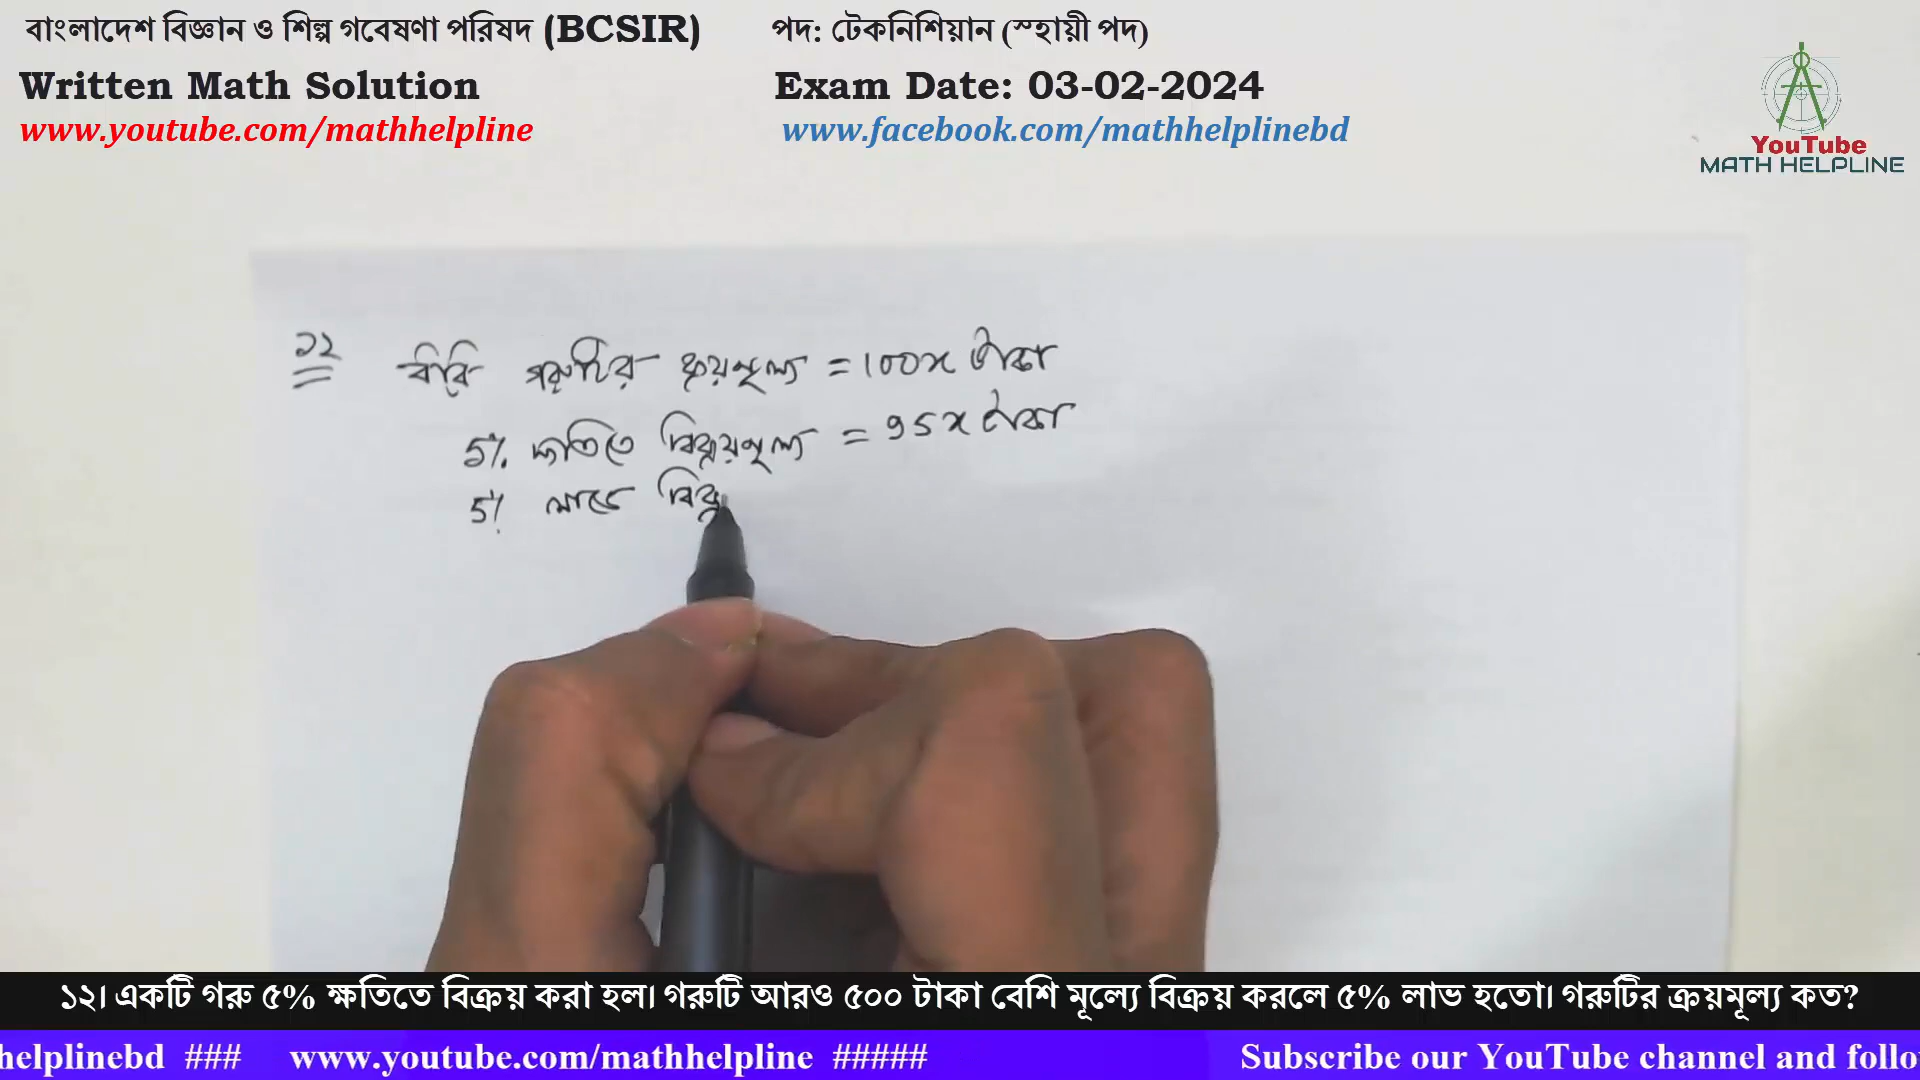 বাংলাদেশ বিজ্ঞান ও শিল্প গবেষণা পরিষদ (BCSIR)
পদ: টেকনিশিয়ান (স্হায়ী পদ)
Written Math Solution
Exam Date: 03-02-2024
www.youtube.com/mathhelpline
www.facebook.com/mathhelplinebd
YouTube
MATH HELPLINE
১২ ধরি গরুটির ক্রয়মূল্য = 100x টাকা
5% ক্ষতিতে বিক্রয়মূল্য = 95x টাকা
5% লাভে বিক্র
১২। একটি গরু ৫% ক্ষতিতে বিক্রয় করা হল। গরুটি আরও ৫০০ টাকা বেশি মূল্যে বিক্রয় করলে ৫% লাভ হতো। গরুটির ক্রয়মূল্য কত?
helplinebd ### www.youtube.com/mathhelpline ##### Subscribe our YouTube channel and follo